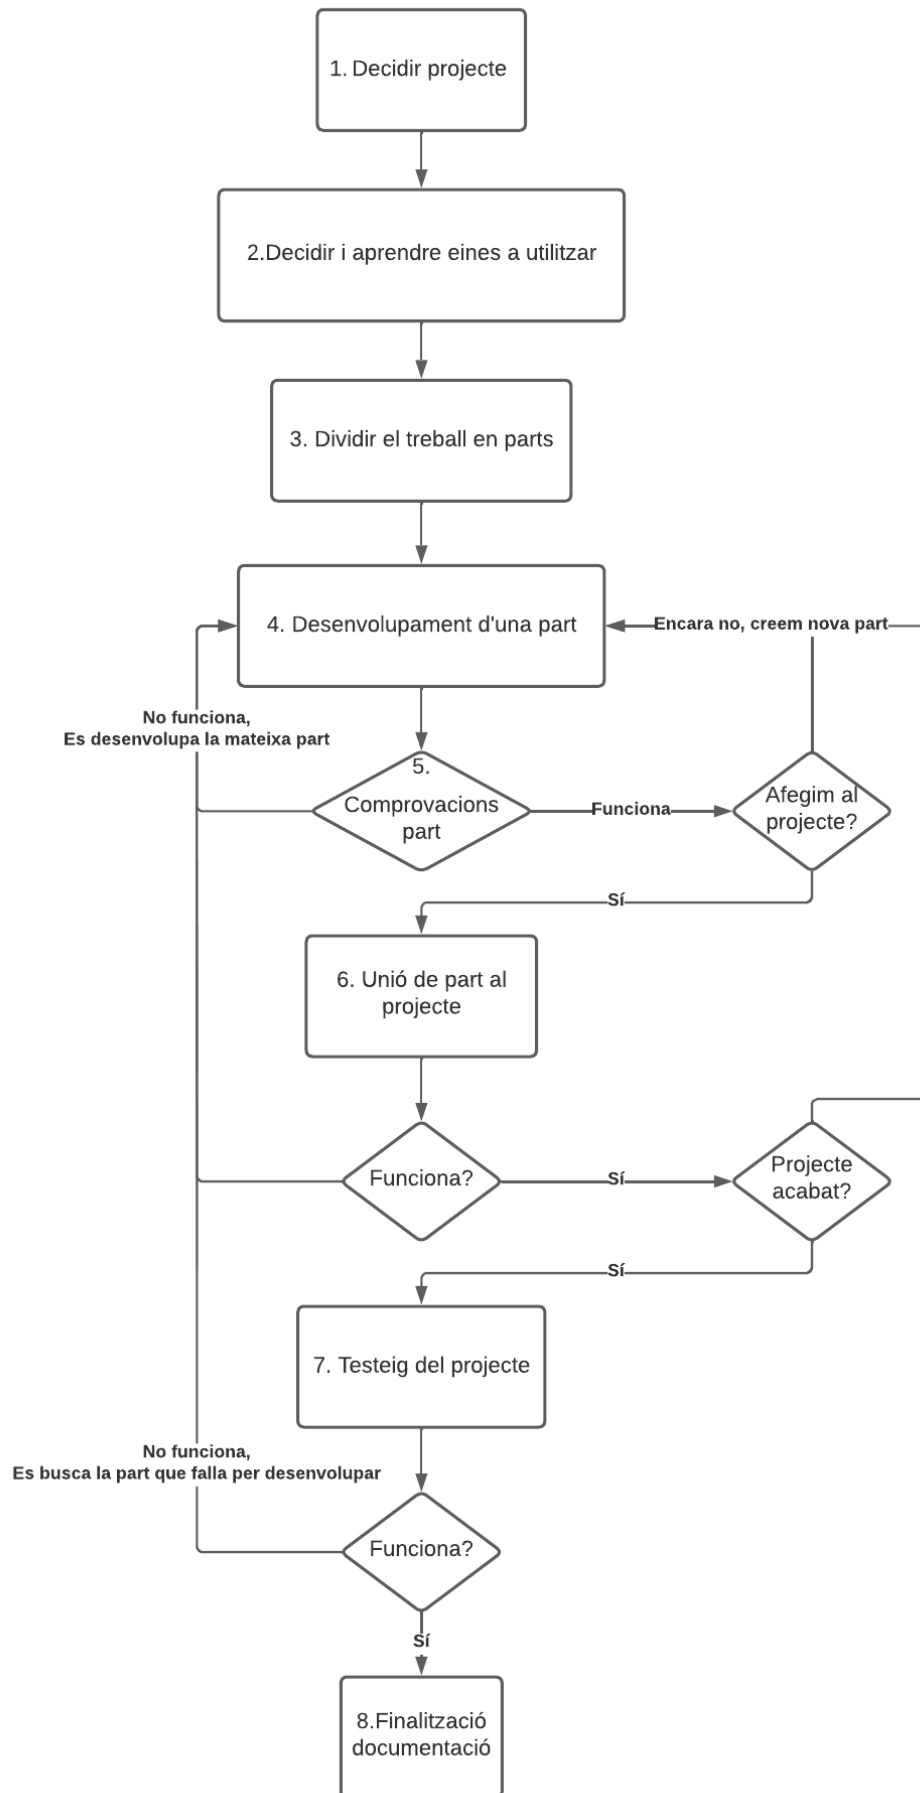 1. Decidir projecte
2.Decidir i aprendre eines a utilitzar
3. Dividir el treball en parts
4. Desenvolupament d'una part
Encara no, creem nova part
No funciona,
Es desenvolupa la mateixa part
5.
Comprovacions
part
Funciona
Afegim al
projecte?
Sí
6. Unió de part al
projecte
Funciona?
Sí
Projecte
acabat?
Sí
7. Testeig del projecte
No funciona,
Es busca la part que falla per desenvolupar
Funciona?
Sí
8.Finalització
documentació